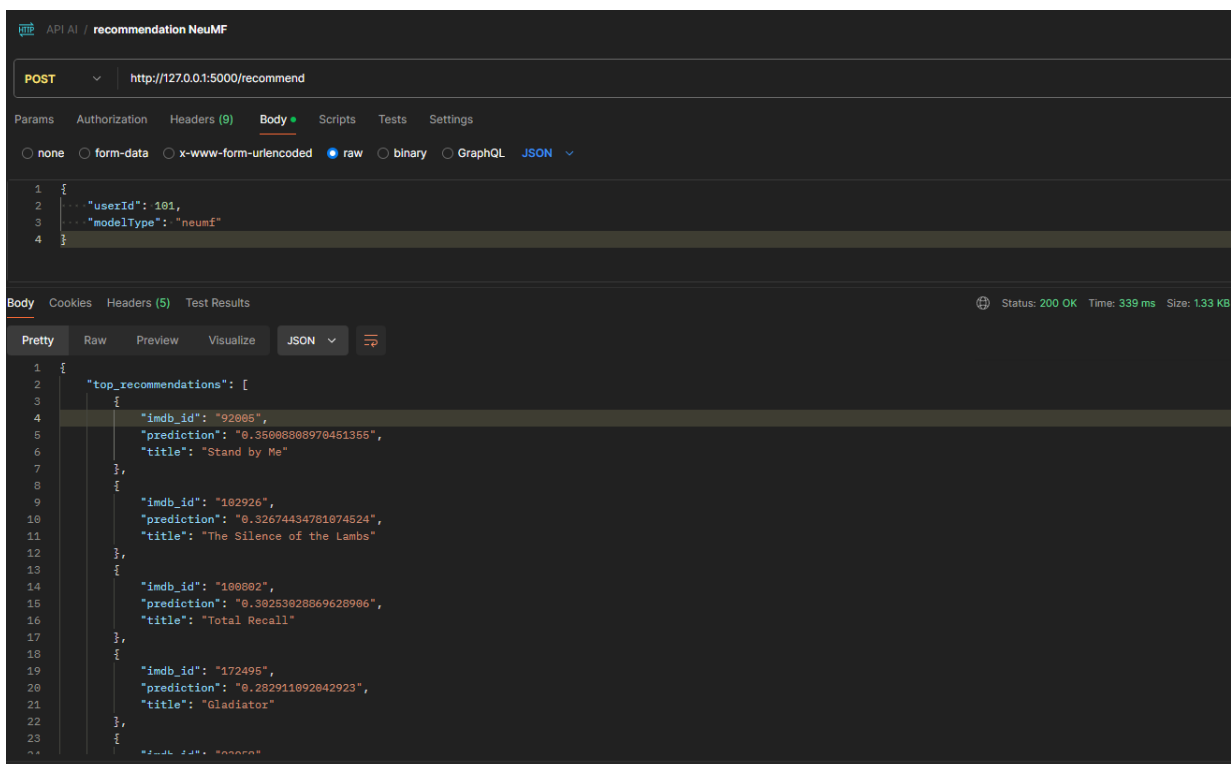 HTTP API AI / recommendation NeuMF
POST http://127.0.0.1:5000/recommend
Params Authorization Headers (9) Body Scripts Tests Settings
none form-data x-www-form-urlencoded raw binary GraphQL JSON
1 {
2 ····"userId":·101,
3 ····"modelType":·"neumf"
4 }
Body Cookies Headers (5) Test Results Status: 200 OK Time: 339 ms Size: 1.33 KB
Pretty Raw Preview Visualize JSON
1 {
2 "top_recommendations": [
3 {
4 "imdb_id": "92005",
5 "prediction": "0.35008808970451355",
6 "title": "Stand by Me"
7 },
8 {
9 "imdb_id": "102926",
10 "prediction": "0.32674434781074524",
11 "title": "The Silence of the Lambs"
12 },
13 {
14 "imdb_id": "100802",
15 "prediction": "0.30253028869628906",
16 "title": "Total Recall"
17 },
18 {
19 "imdb_id": "172495",
20 "prediction": "0.282911092042923",
21 "title": "Gladiator"
22 },
23 {